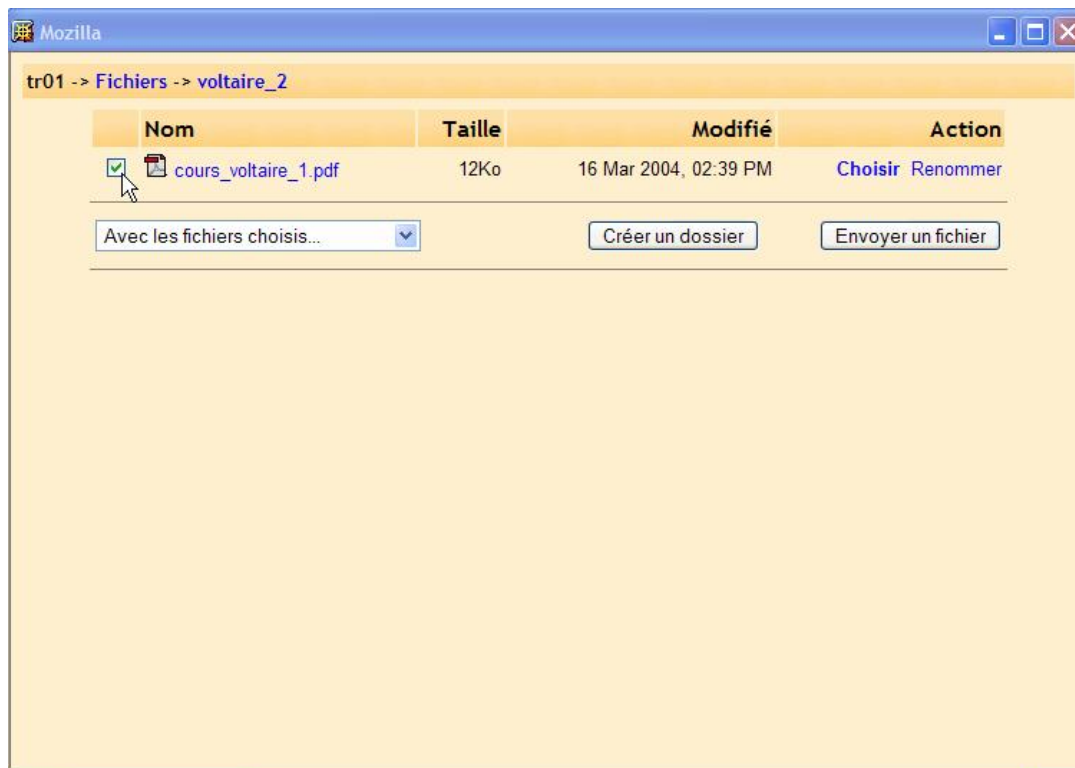 Mozilla
tr01 -> Fichiers -> voltaire_2
Nom Taille Modifié Action
cours_voltaire_1.pdf 12Ko 16 Mar 2004, 02:39 PM Choisir Renommer
Avec les fichiers choisis... Créer un dossier Envoyer un fichier